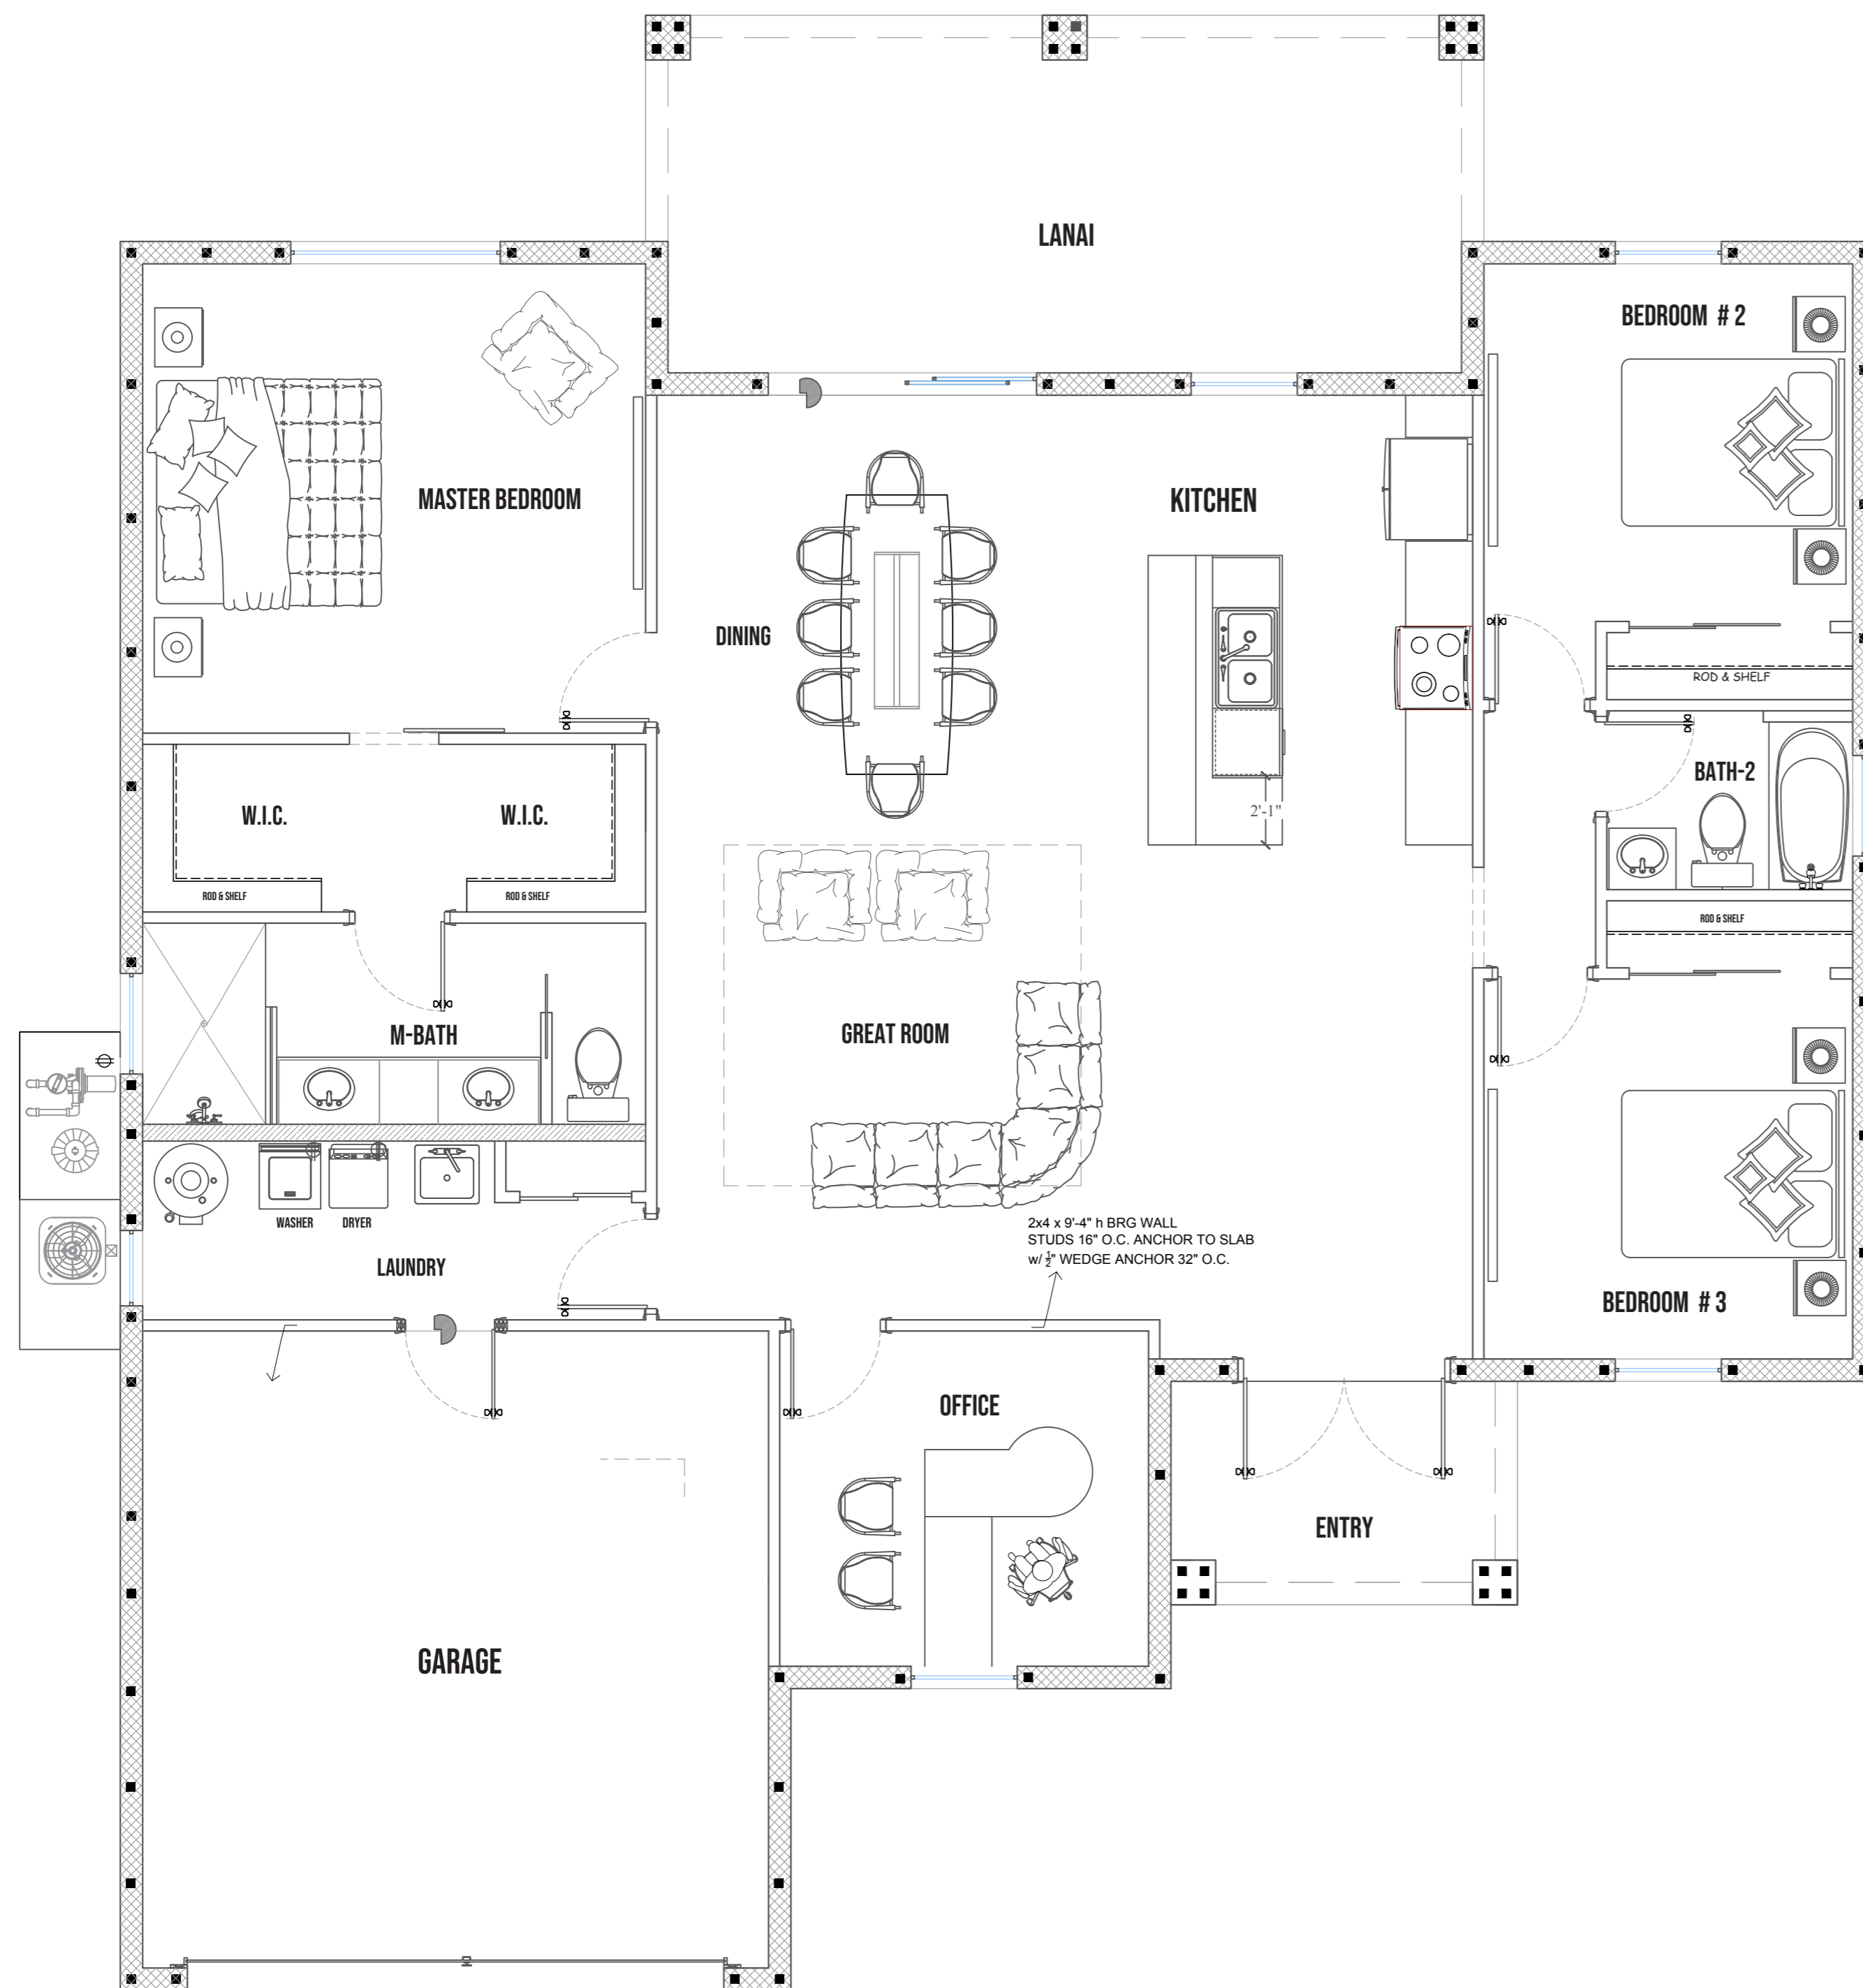 LANAI
BEDROOM # 2
MASTER BEDROOM
KITCHEN
DINING
ROD & SHELF
BATH-2
W.I.C.
W.I.C.
2'-1"
ROD & SHELF
ROD & SHELF
ROD & SHELF
M-BATH
GREAT ROOM
WASHER
DRYER
2x4 x 9'-4" h BRG WALL
STUDS 16" O.C. ANCHOR TO SLAB
w/ ½" WEDGE ANCHOR 32" O.C.
LAUNDRY
BEDROOM # 3
OFFICE
ENTRY
GARAGE